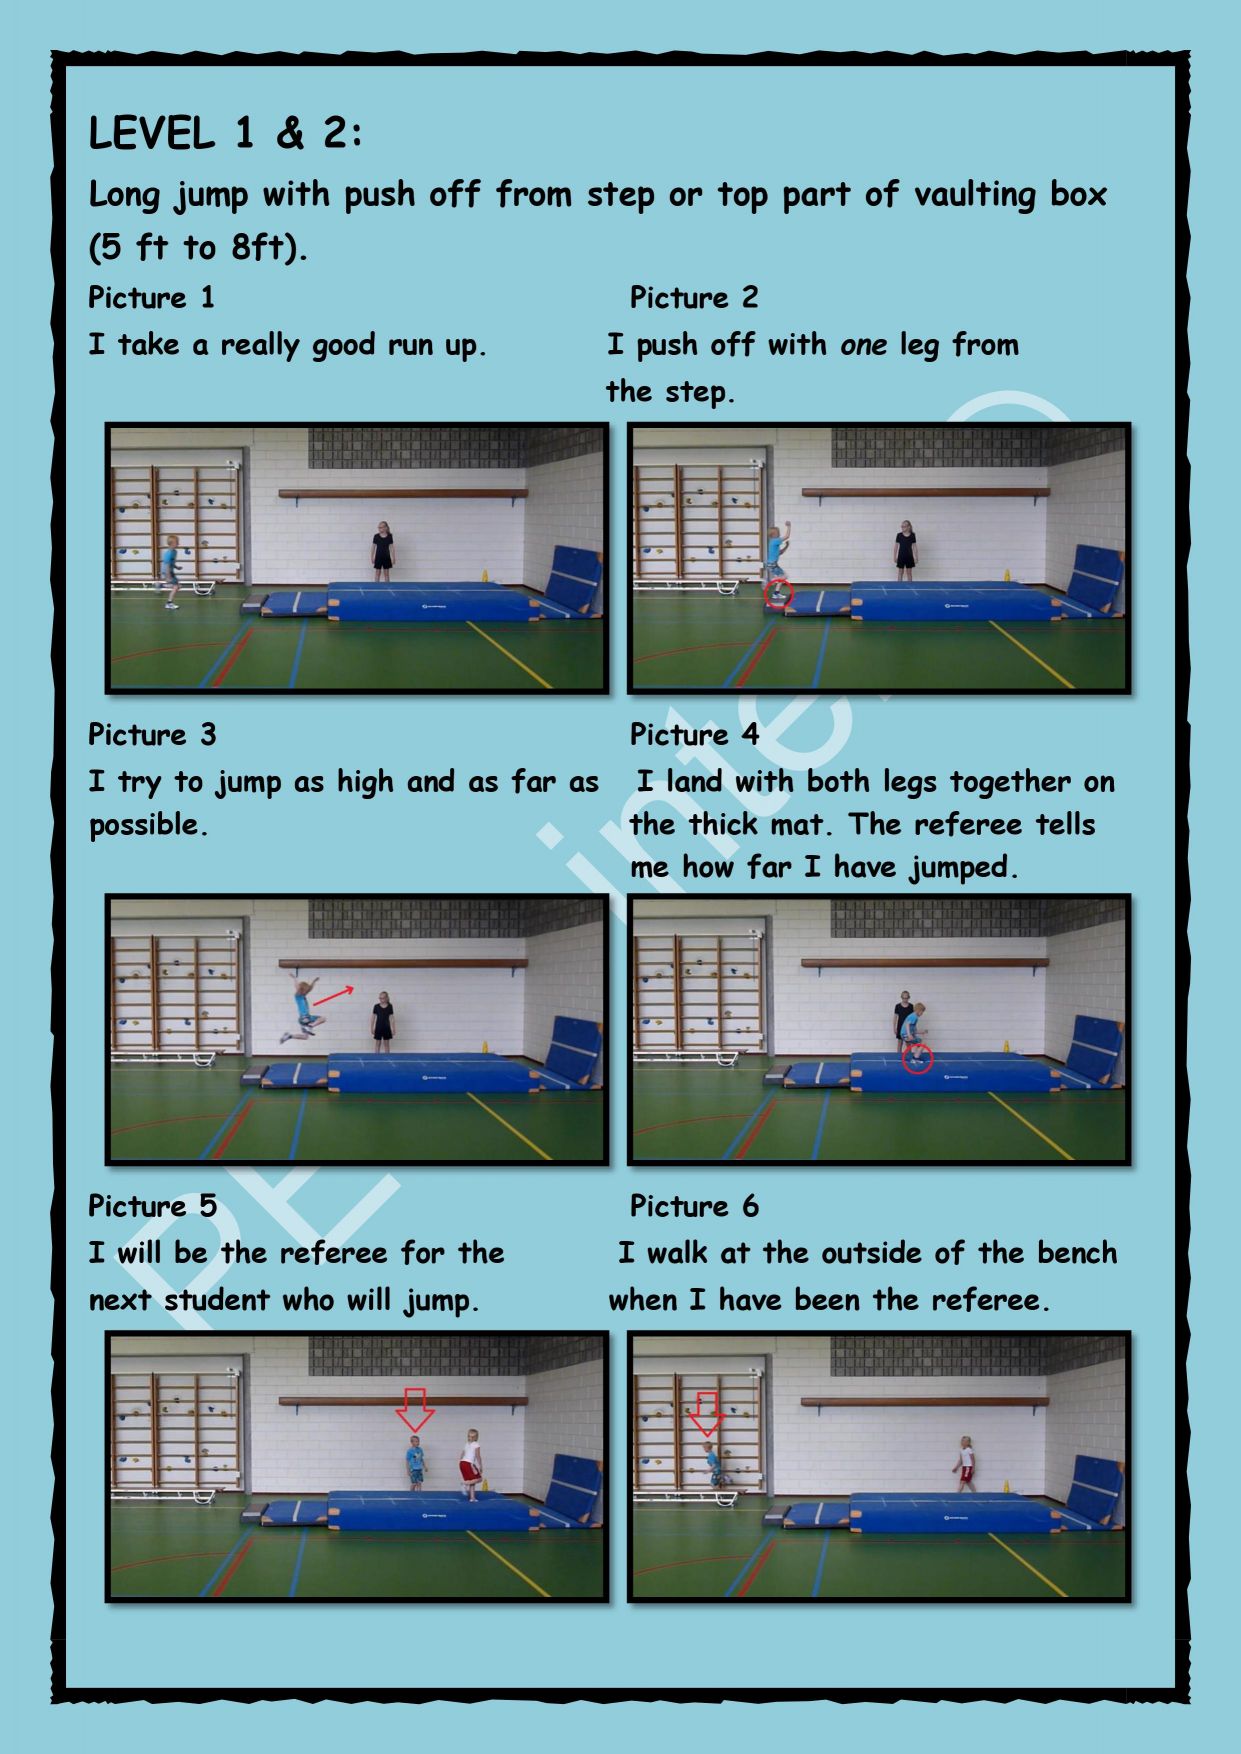 LEVEL 1 & 2:
Long jump with push off from step or top part of vaulting box
(5 ft to 8ft).
Picture 1
I take a really good run up.
Picture 2
I push off with one leg from
the step.
Picture 3
I try to jump as high and as far as
possible.
Picture 4
I land with both legs together on
the thick mat. The referee tells
me how far I have jumped.
Picture 5
I will be the referee for the
next student who will jump.
Picture 6
I walk at the outside of the bench
when I have been the referee.